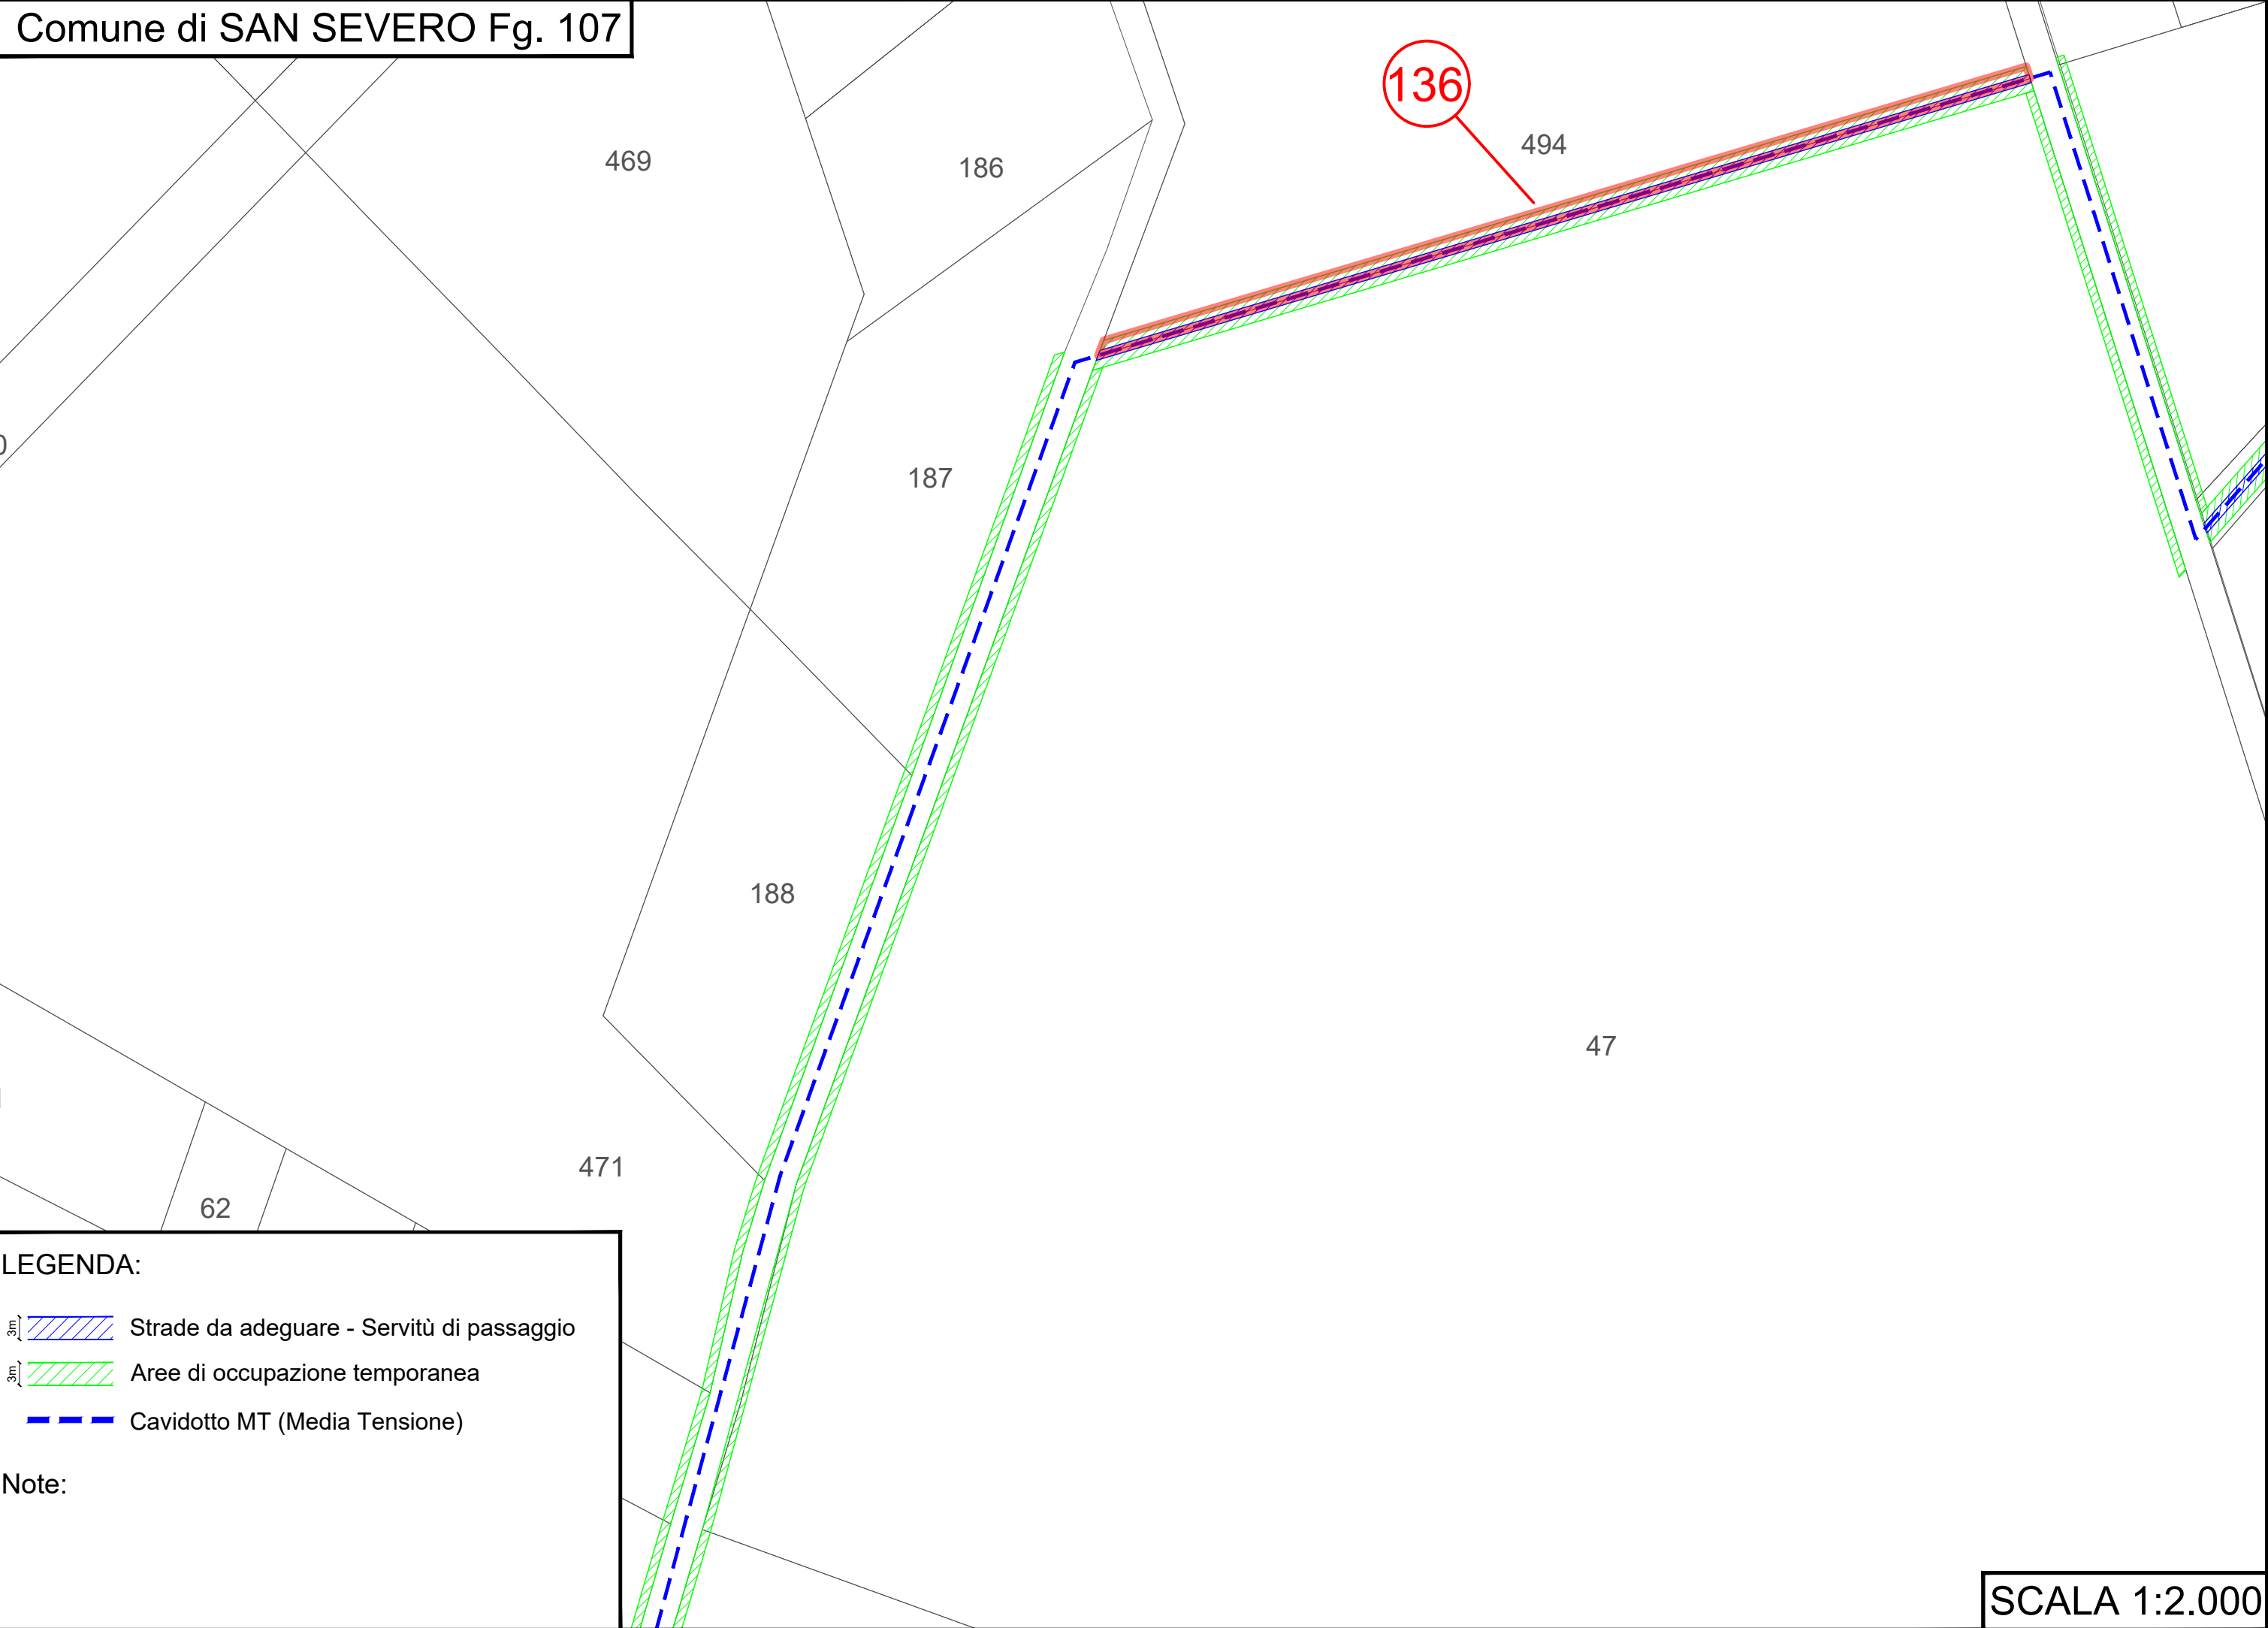 Comune di SAN SEVERO Fg. 107
136
494
469
186
187
188
47
471
62
LEGENDA:
3m Strade da adeguare - Servitù di passaggio
3m Aree di occupazione temporanea
Cavidotto MT (Media Tensione)
Note:
SCALA 1:2.000